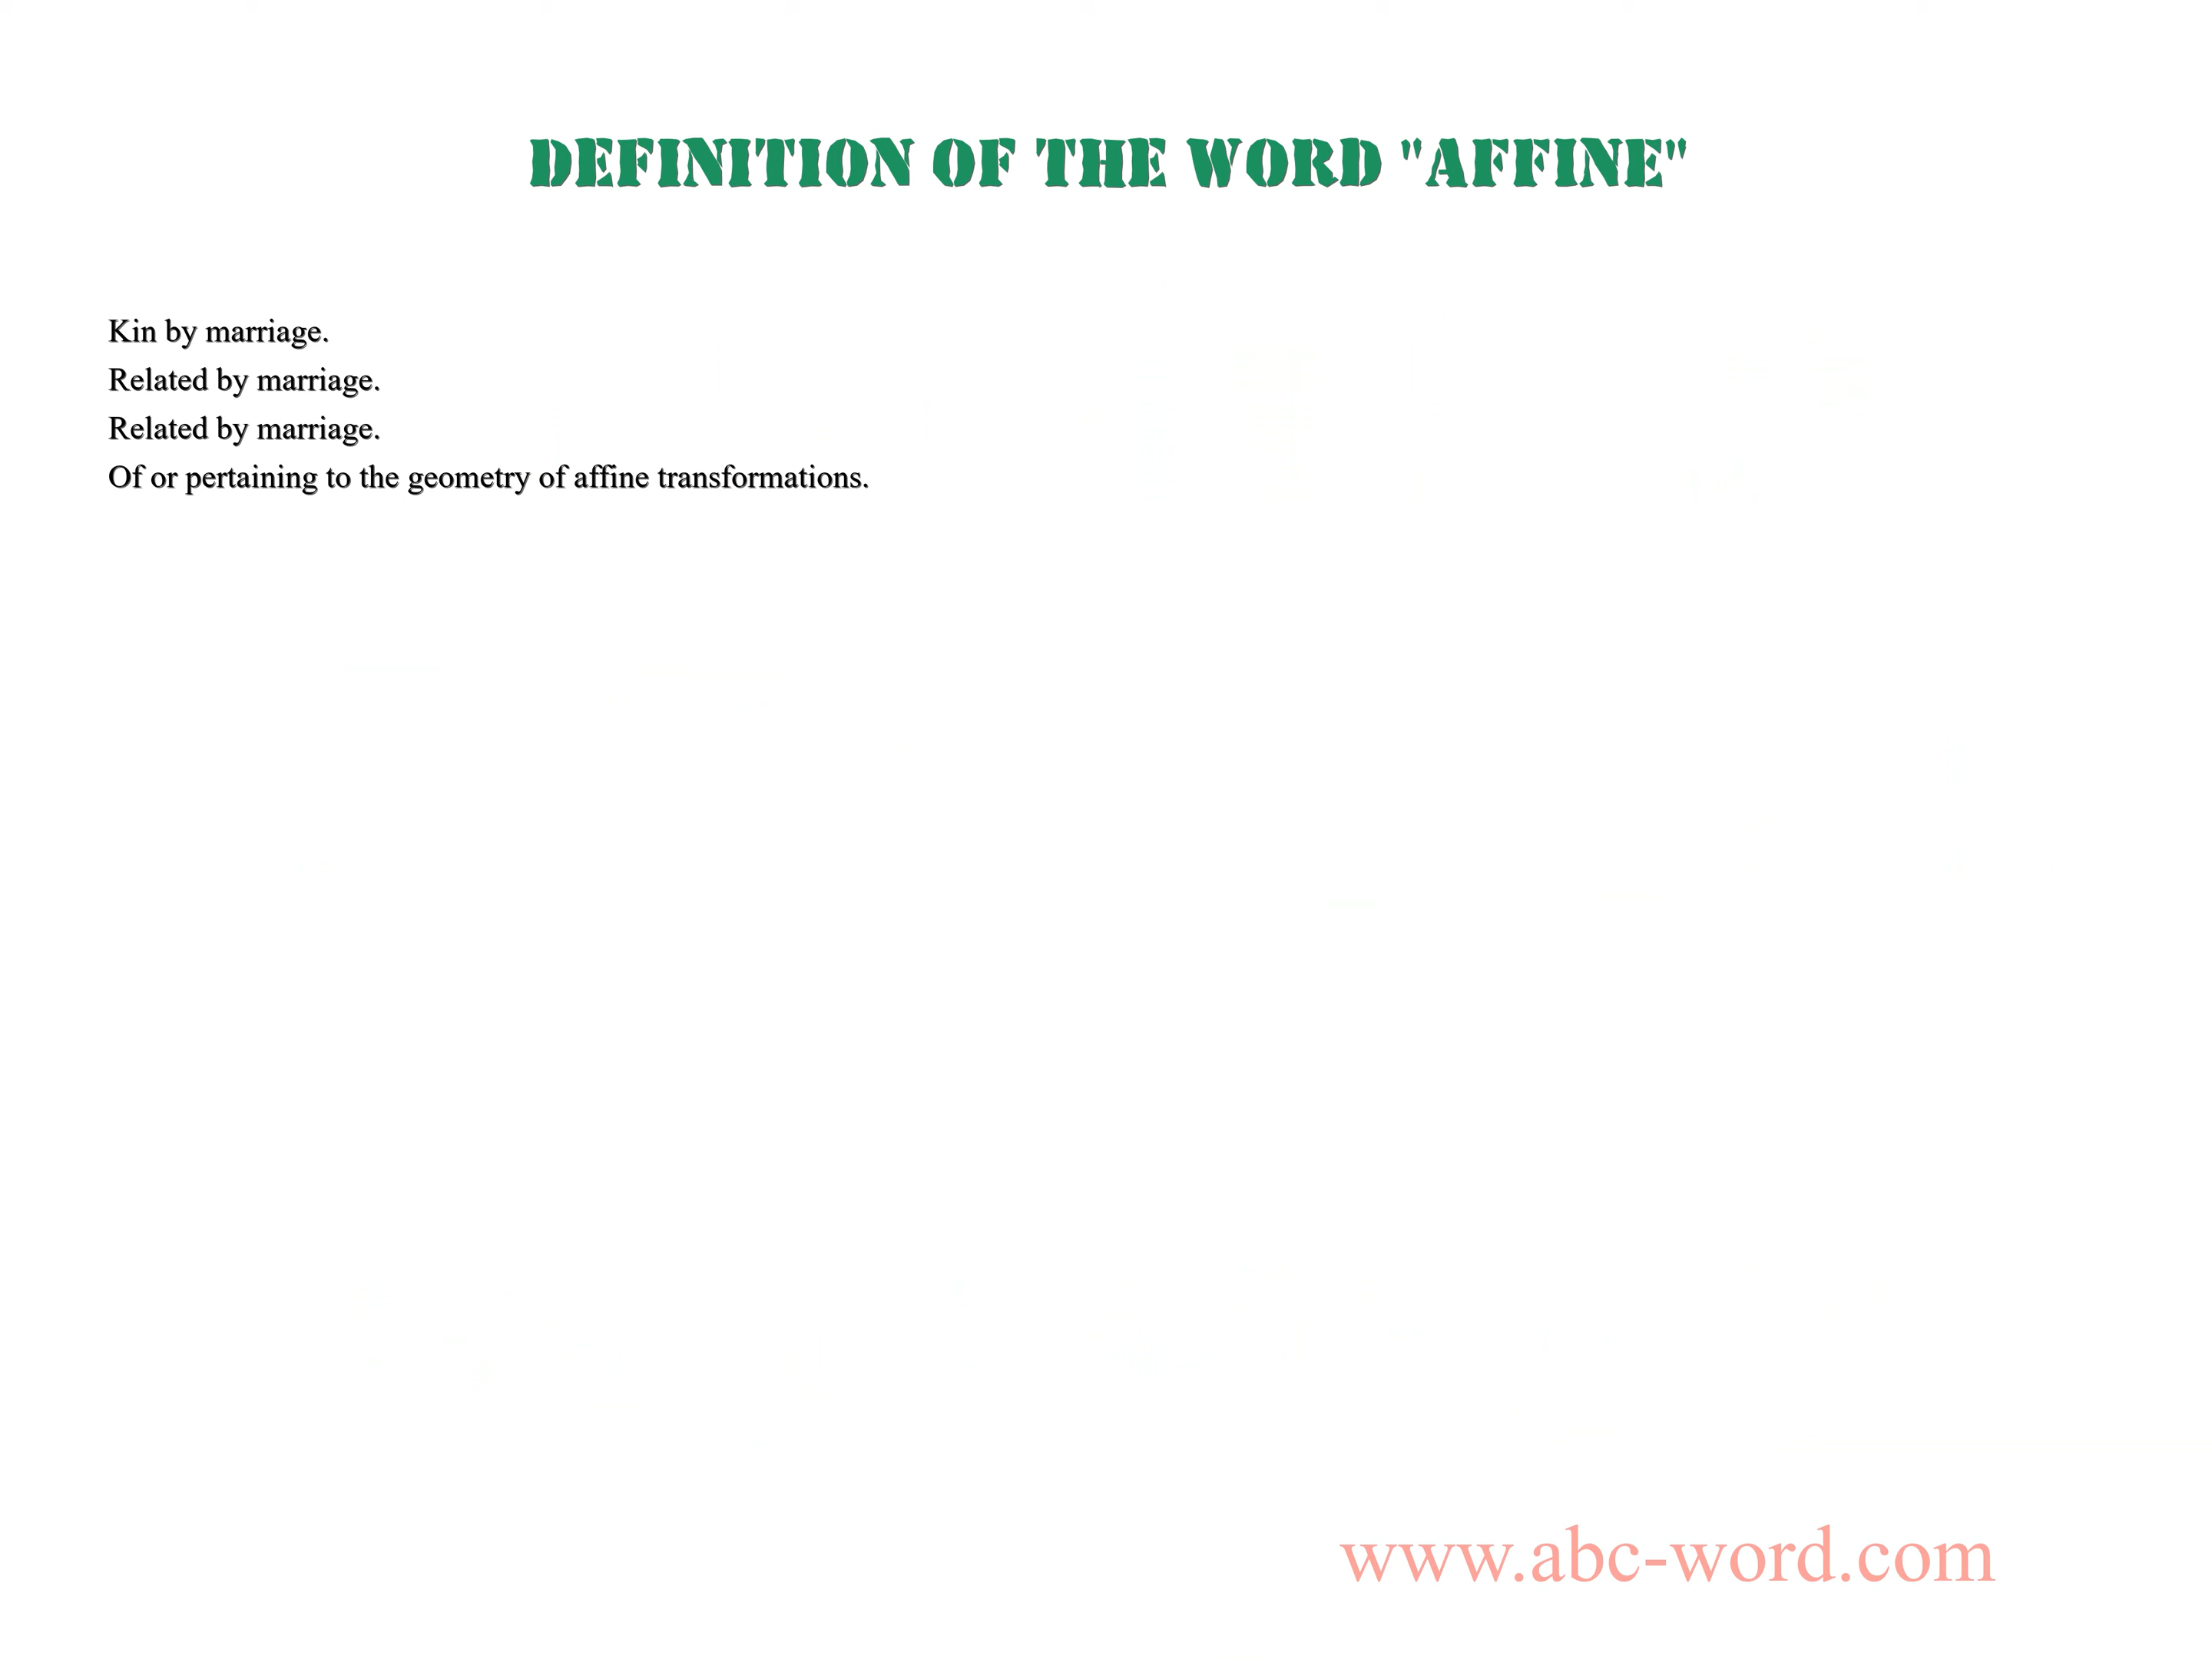 DEFINITION OF THE WORD "AFFINE"
Kin by marriage.
Related by marriage.
Related by marriage.
Of or pertaining to the geometry of affine transformations.
www.abc-word.com